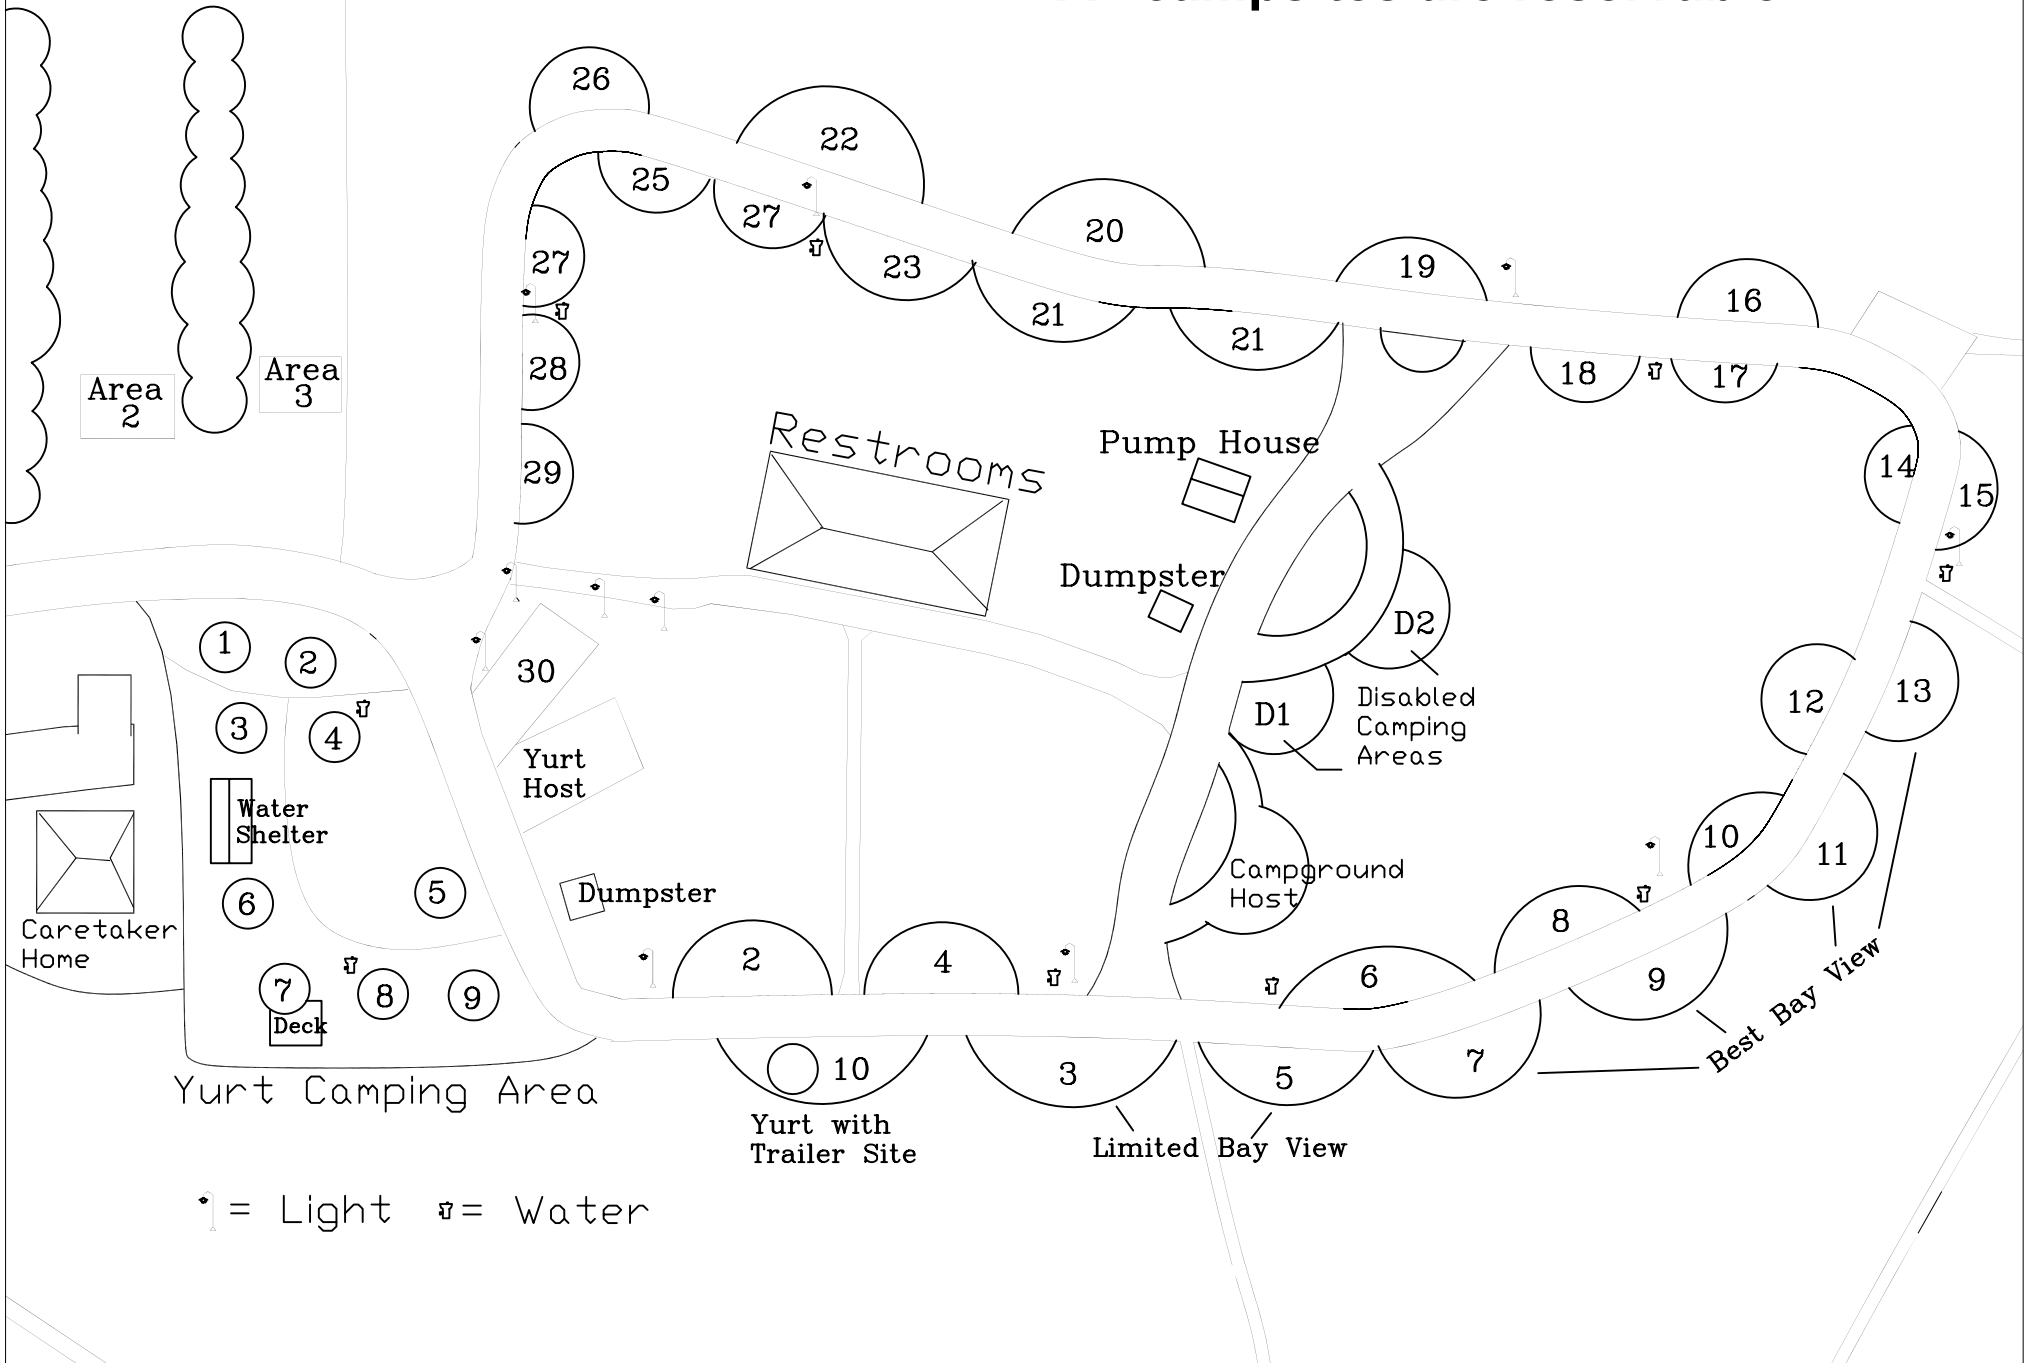 26
22
25
27
20
27
23
19
21
16
21
28
18
17
Area
2
Area
3
29
Restrooms
Pump House
14
15
Dumpster
1
2
30
D2
Disabled
Camping
Areas
D1
12
13
3
4
Yurt
Host
Water
Shelter
10
11
6
5
Dumpster
Campground
Host
Caretaker
Home
2
4
6
8
9
Best Bay View
7
8
9
Deck
10
3
5
7
Yurt Camping Area
Yurt with
Trailer Site
Limited Bay View
= Light
= Water